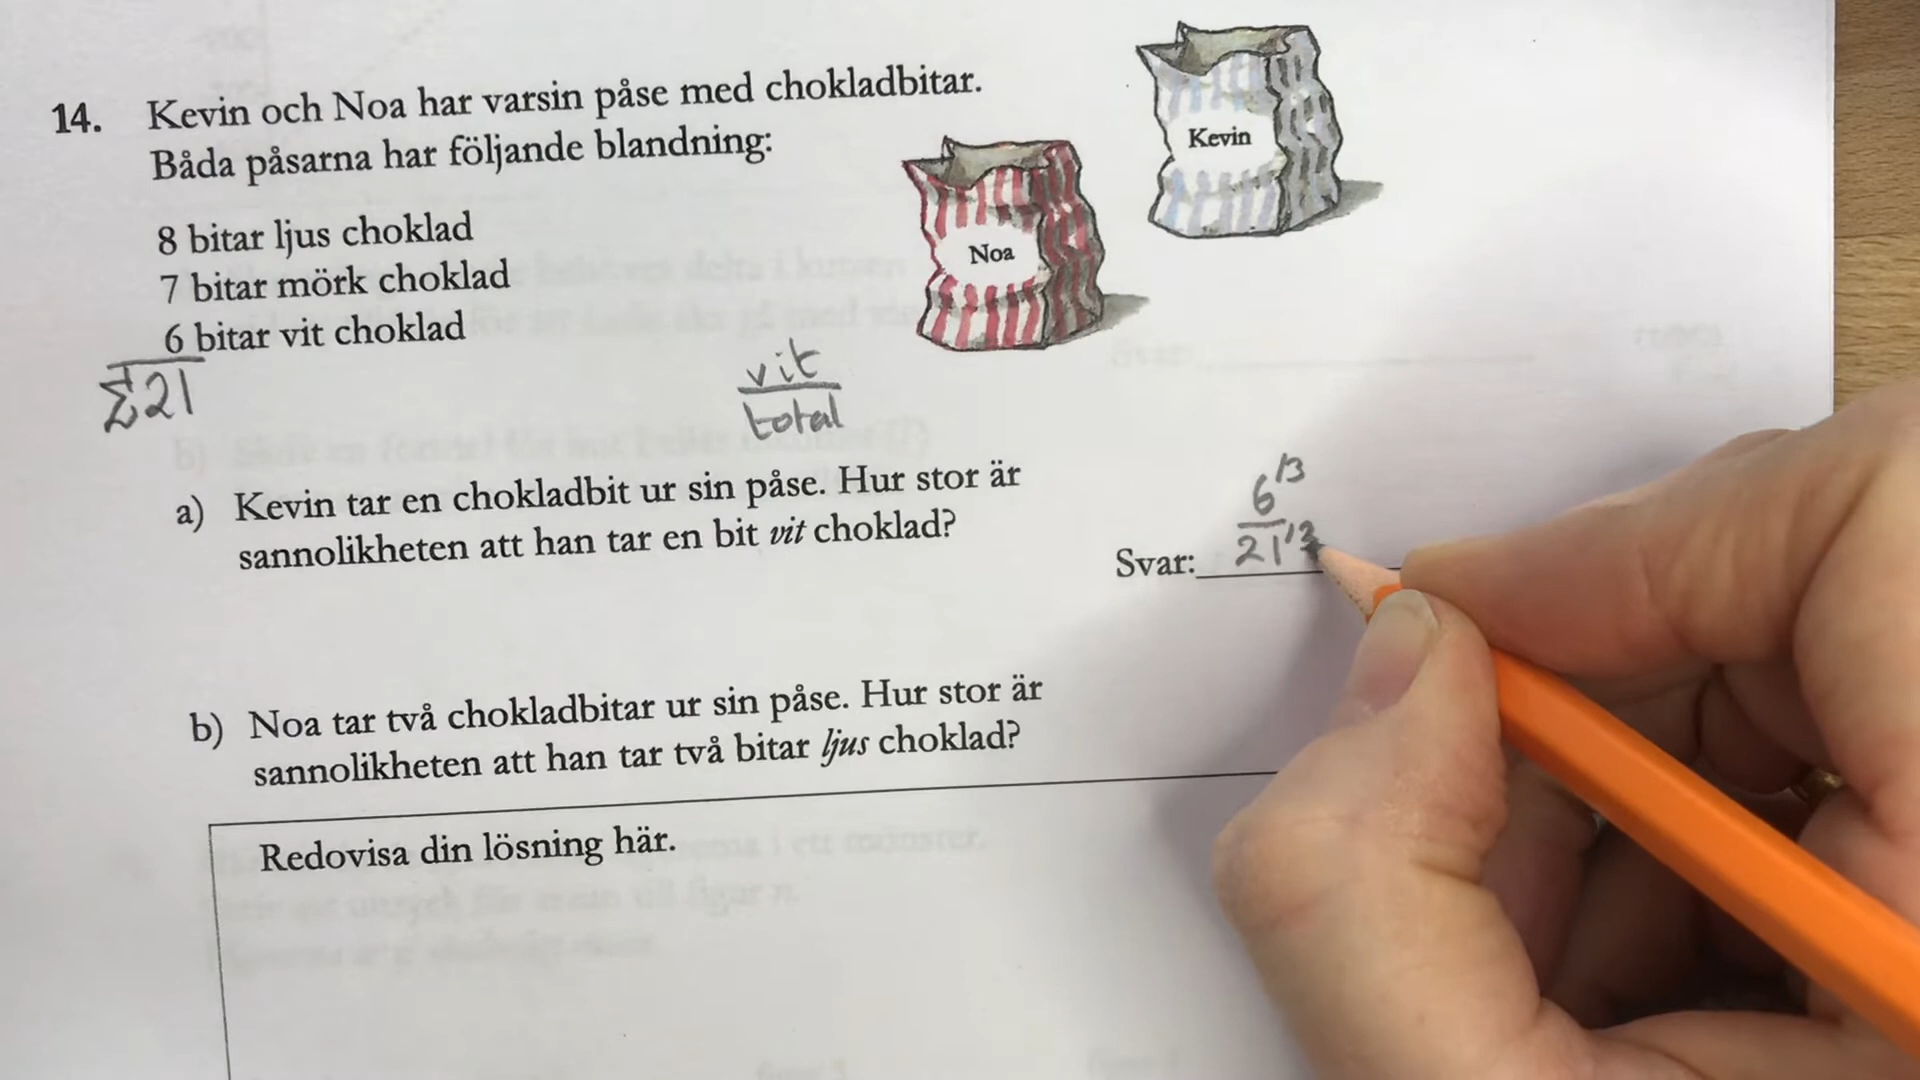 14. Kevin och Noa har varsin påse med chokladbitar.
Båda påsarna har följande blandning:
8 bitar ljus choklad
7 bitar mörk choklad
6 bitar vit choklad
Σ21
Kevin
Noa
vit
total
a) Kevin tar en chokladbit ur sin påse. Hur stor är
sannolikheten att han tar en bit vit choklad?
6/3
21/3
Svar:
b) Noa tar två chokladbitar ur sin påse. Hur stor är
sannolikheten att han tar två bitar ljus choklad?
Redovisa din lösning här.